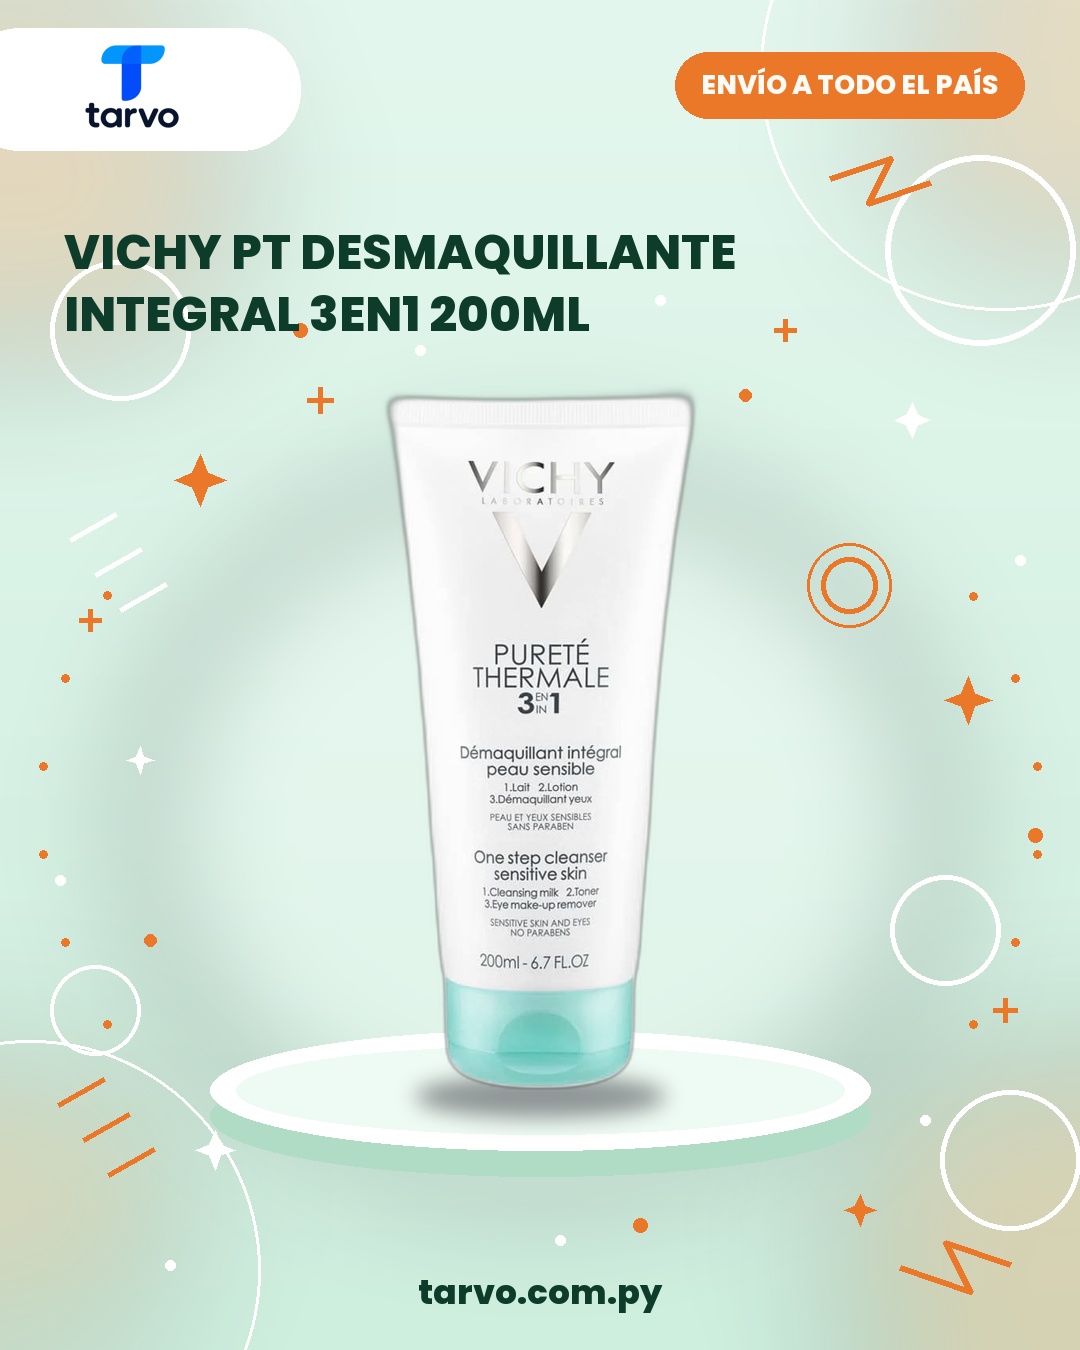 tarvo
ENVÍO A TODO EL PAÍS
VICHY PT DESMAQUILLANTE
INTEGRAL 3EN1 200ML
VICHY
LABORATOIRES
PURETÉ
THERMALE
3 EN IN 1
Démaquillant intégral
peau sensible
1.Lait 2.Lotion
3.Démaquillant yeux
PEAU ET YEUX SENSIBLES
SANS PARABEN
One step cleanser
sensitive skin
1.Cleansing milk 2.Toner
3.Eye make-up remover
SENSITIVE SKIN AND EYES
NO PARABENS
200ml - 6.7 FL.OZ
tarvo.com.py